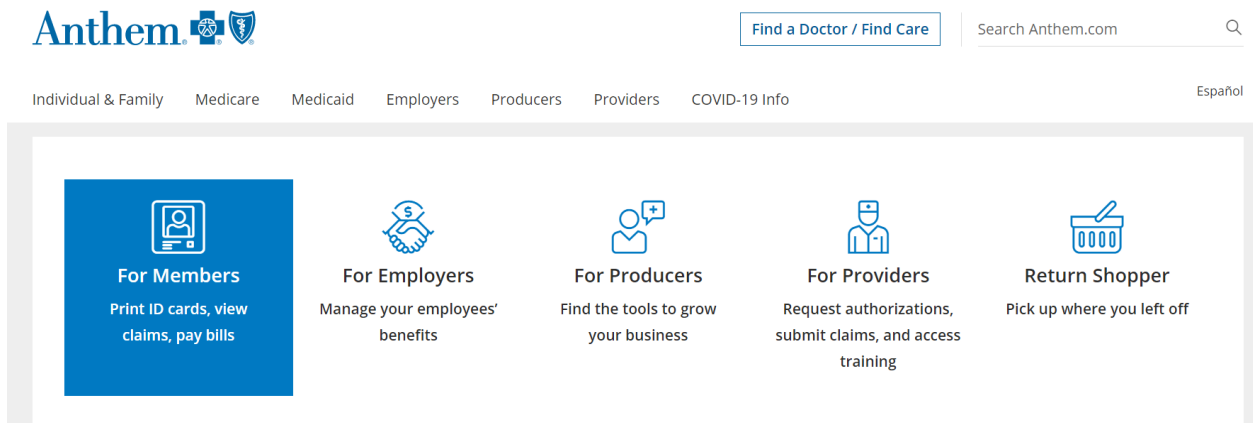 Anthem
Find a Doctor / Find Care
Search Anthem.com
Individual & Family Medicare Medicaid Employers Producers Providers COVID-19 Info
Español
For Members
Print ID cards, view
claims, pay bills
For Employers
Manage your employees’
benefits
For Producers
Find the tools to grow
your business
For Providers
Request authorizations,
submit claims, and access
training
Return Shopper
Pick up where you left off